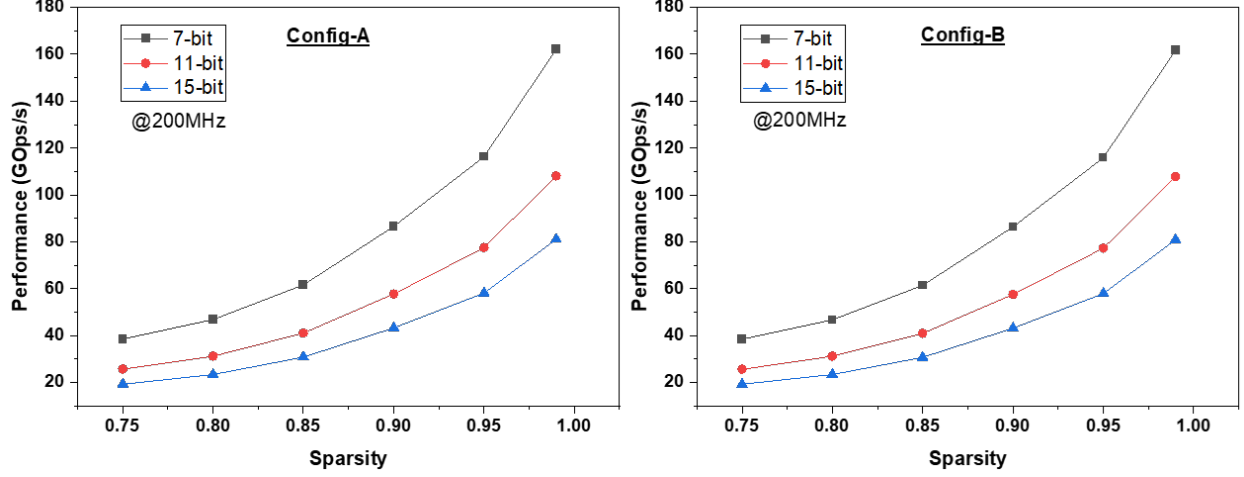 Config-A
7-bit
11-bit
15-bit
@200MHz
Performance (GOps/s)
180
160
140
120
100
80
60
40
20
0.75 0.80 0.85 0.90 0.95 1.00
Sparsity
Config-B
7-bit
11-bit
15-bit
@200MHz
Performance (GOps/s)
180
160
140
120
100
80
60
40
20
0.75 0.80 0.85 0.90 0.95 1.00
Sparsity